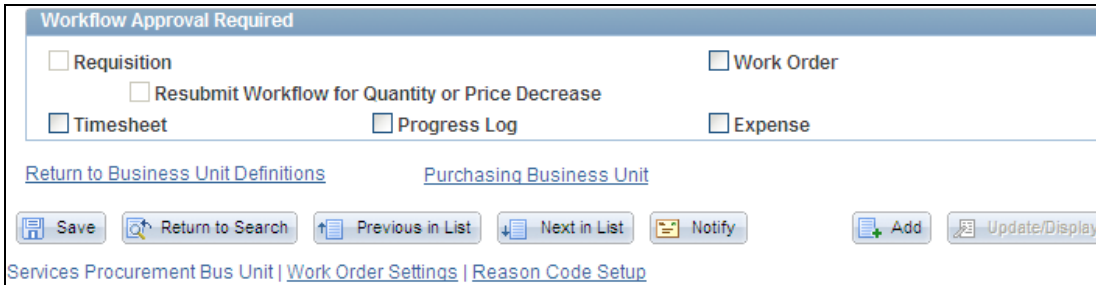 Workflow Approval Required
Requisition Work Order
Resubmit Workflow for Quantity or Price Decrease
Timesheet Progress Log Expense
Return to Business Unit Definitions Purchasing Business Unit
Save Return to Search Previous in List Next in List Notify Add Update/Display
Services Procurement Bus Unit | Work Order Settings | Reason Code Setup